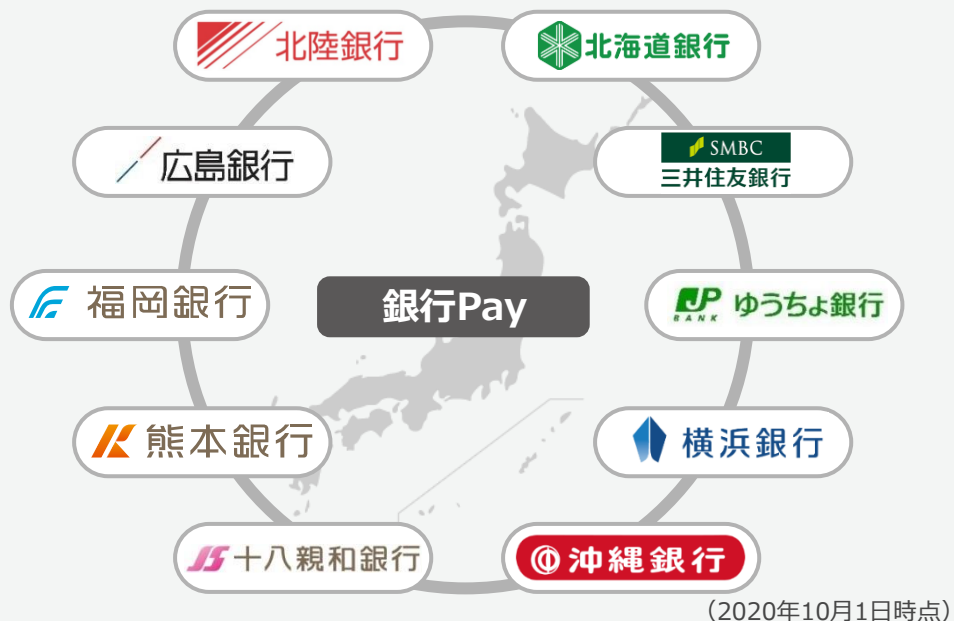 北陸銀行
北海道銀行
広島銀行
SMBC
三井住友銀行
福岡銀行
銀行Pay
JP
BANK
ゆうちょ銀行
熊本銀行
横浜銀行
十八親和銀行
沖縄銀行
（2020年10月1日時点）